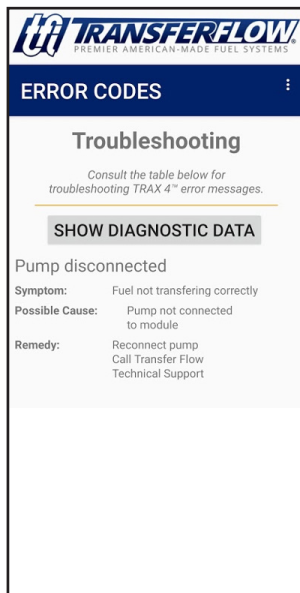 tfi TRANSFERFLOW.
PREMIER AMERICAN-MADE FUEL SYSTEMS
ERROR CODES
Troubleshooting
Consult the table below for
troubleshooting TRAX 4™ error messages.
SHOW DIAGNOSTIC DATA
Pump disconnected
Symptom: Fuel not transfering correctly
Possible Cause: Pump not connected
to module
Remedy: Reconnect pump
Call Transfer Flow
Technical Support